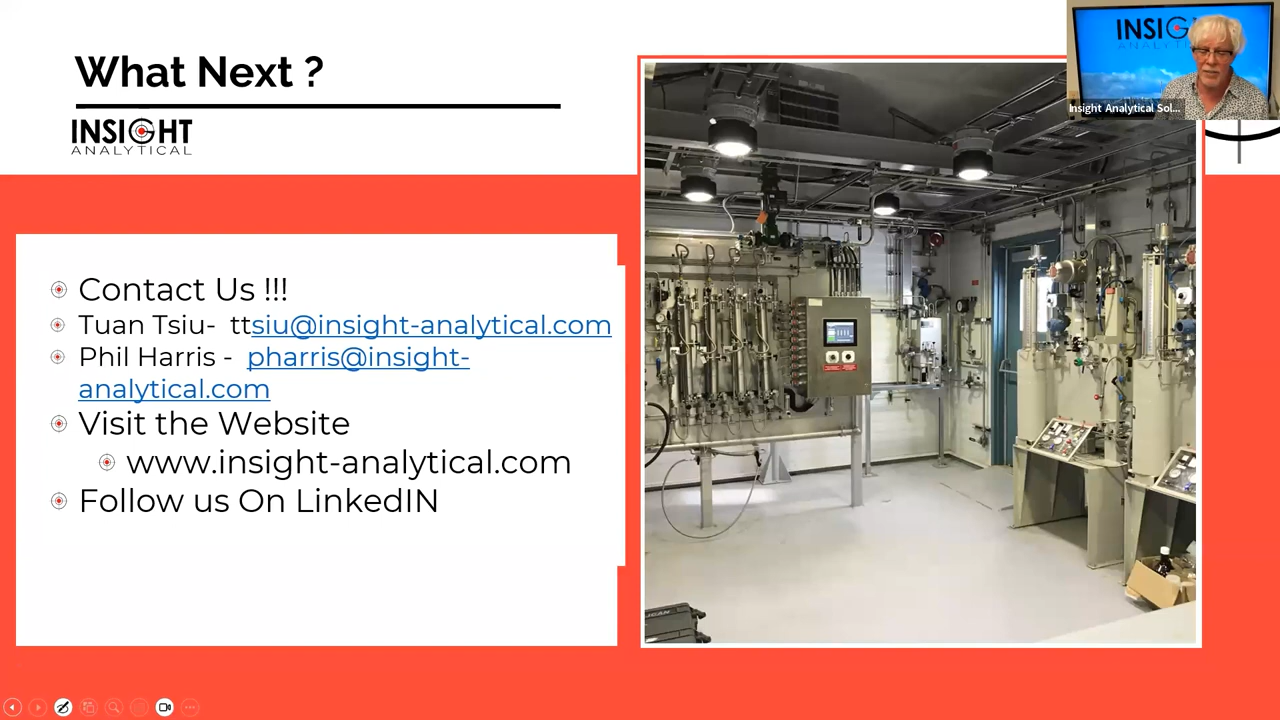 What Next ?
INSIGHT
ANALYTICAL
Contact Us !!!
Tuan Tsiu-  ttsiu@insight-analytical.com
Phil Harris -  pharris@insight-
analytical.com
Visit the Website
www.insight-analytical.com
Follow us On LinkedIN
Insight Analytical Sol...